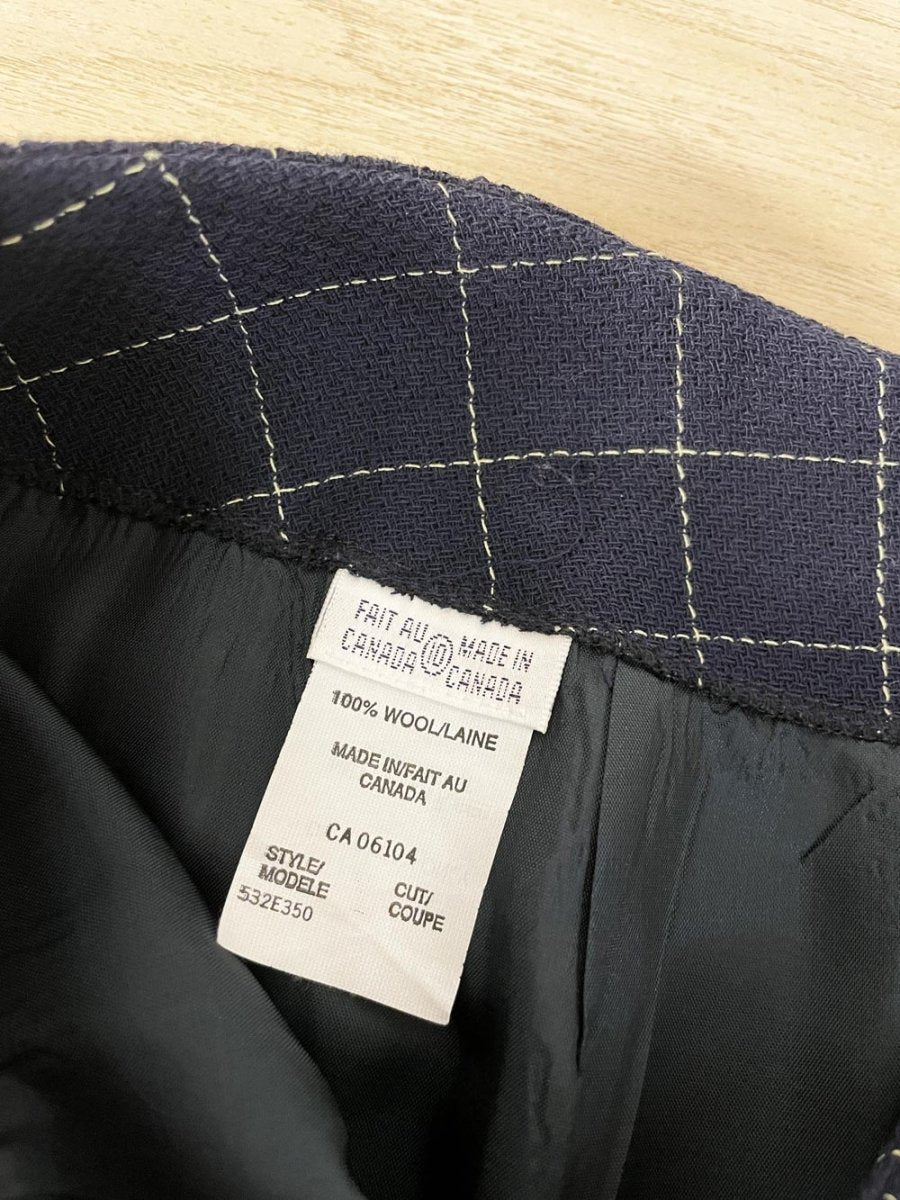 FAIT AU MADE IN
CANADA D CANADA
100% WOOL/LAINE
MADE IN/FAIT AU
CANADA
CA 06104
STYLE/ CUT/
MODELE COUPE
532E350